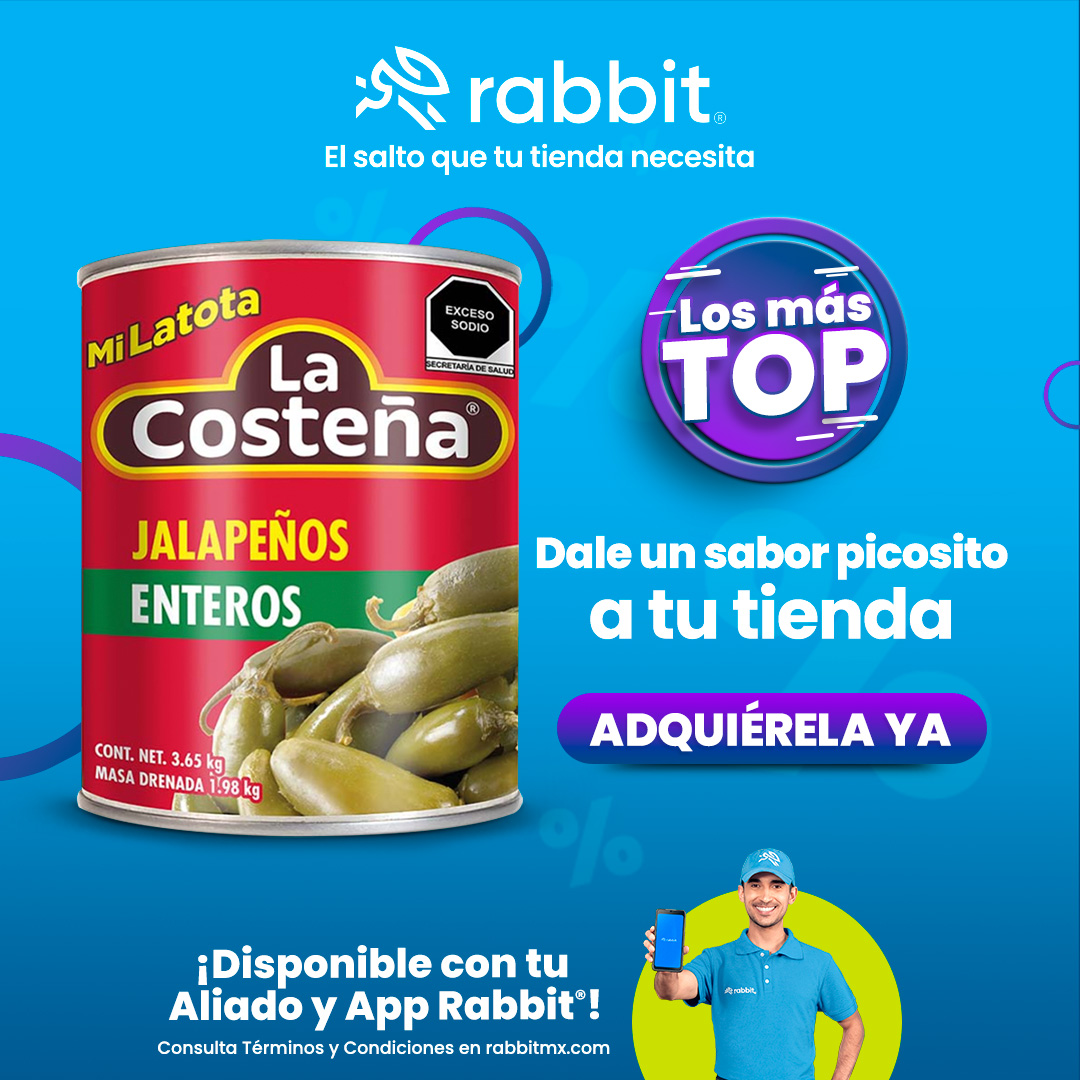 rabbit®
El salto que tu tienda necesita
Mi Latota
EXCESO
SODIO
SECRETARÍA DE SALUD
La
Costeña®
JALAPEÑOS
ENTEROS
CONT. NET. 3.65 kg
MASA DRENADA 1.98 kg
Los más
TOP
Dale un sabor picosito
a tu tienda
ADQUIÉRELA YA
rabbit
¡Disponible con tu
Aliado y App Rabbit®!
Consulta Términos y Condiciones en rabbitmx.com